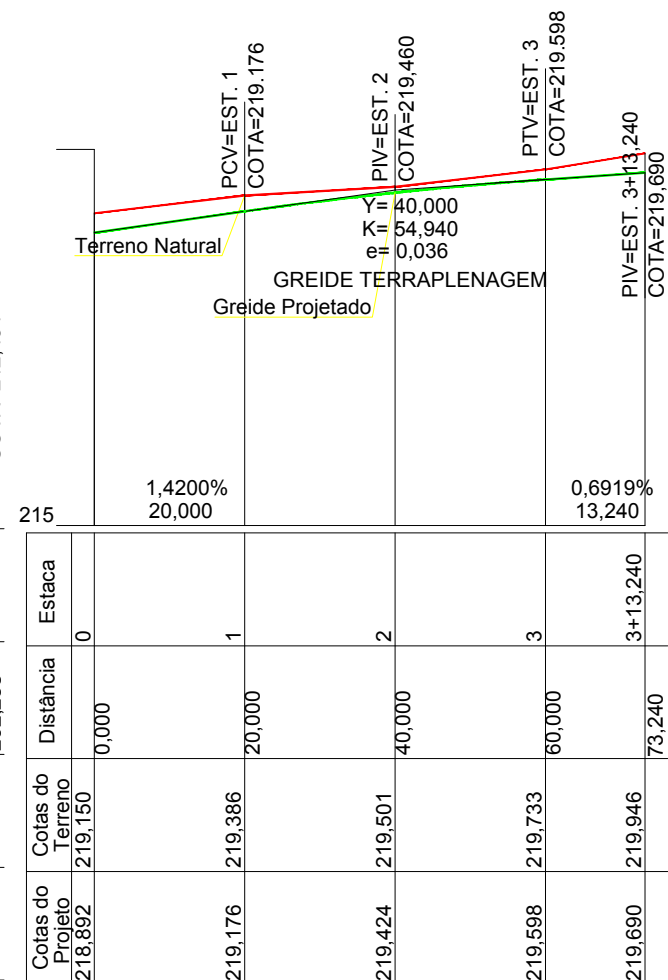 PCV=EST. 1
COTA=219.176
PIV=EST. 2
COTA=219,460
PTV=EST. 3
COTA=219.598
PIV=EST. 3+13,240
COTA=219,690
Terreno Natural
Y= 40,000
K= 54,940
e= 0,036
GREIDE TERRAPLENAGEM
Greide Projetado
1,4200%
20,000
0,6919%
13,240
215
Estaca
0
1
2
3
3+13,240
Distância
0,000
20,000
40,000
60,000
73,240
Cotas do
Terreno
219,150
219,386
219,501
219,733
219,946
Cotas do
Projeto
218,892
219,176
219,424
219,598
219,690